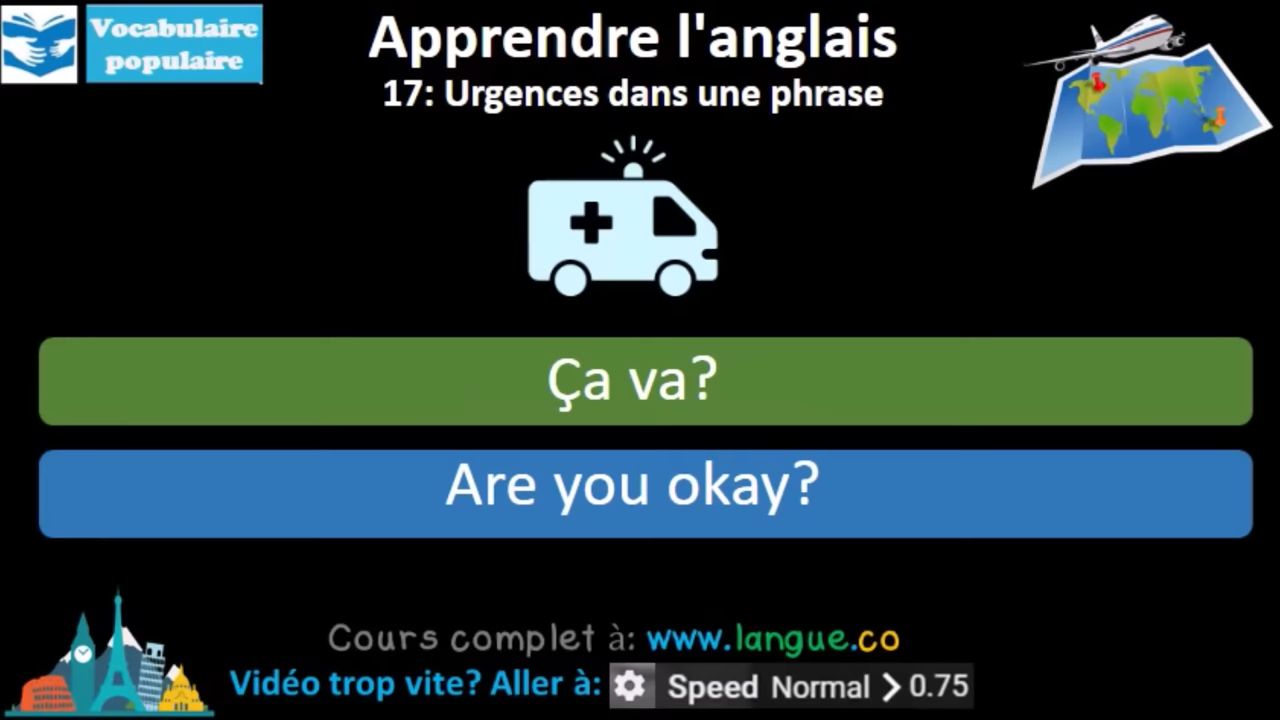 Vocabulaire
populaire
Apprendre l'anglais
17: Urgences dans une phrase
Ça va?
Are you okay?
Cours complet à: www.langue.co
Vidéo trop vite? Aller à: Speed Normal > 0.75